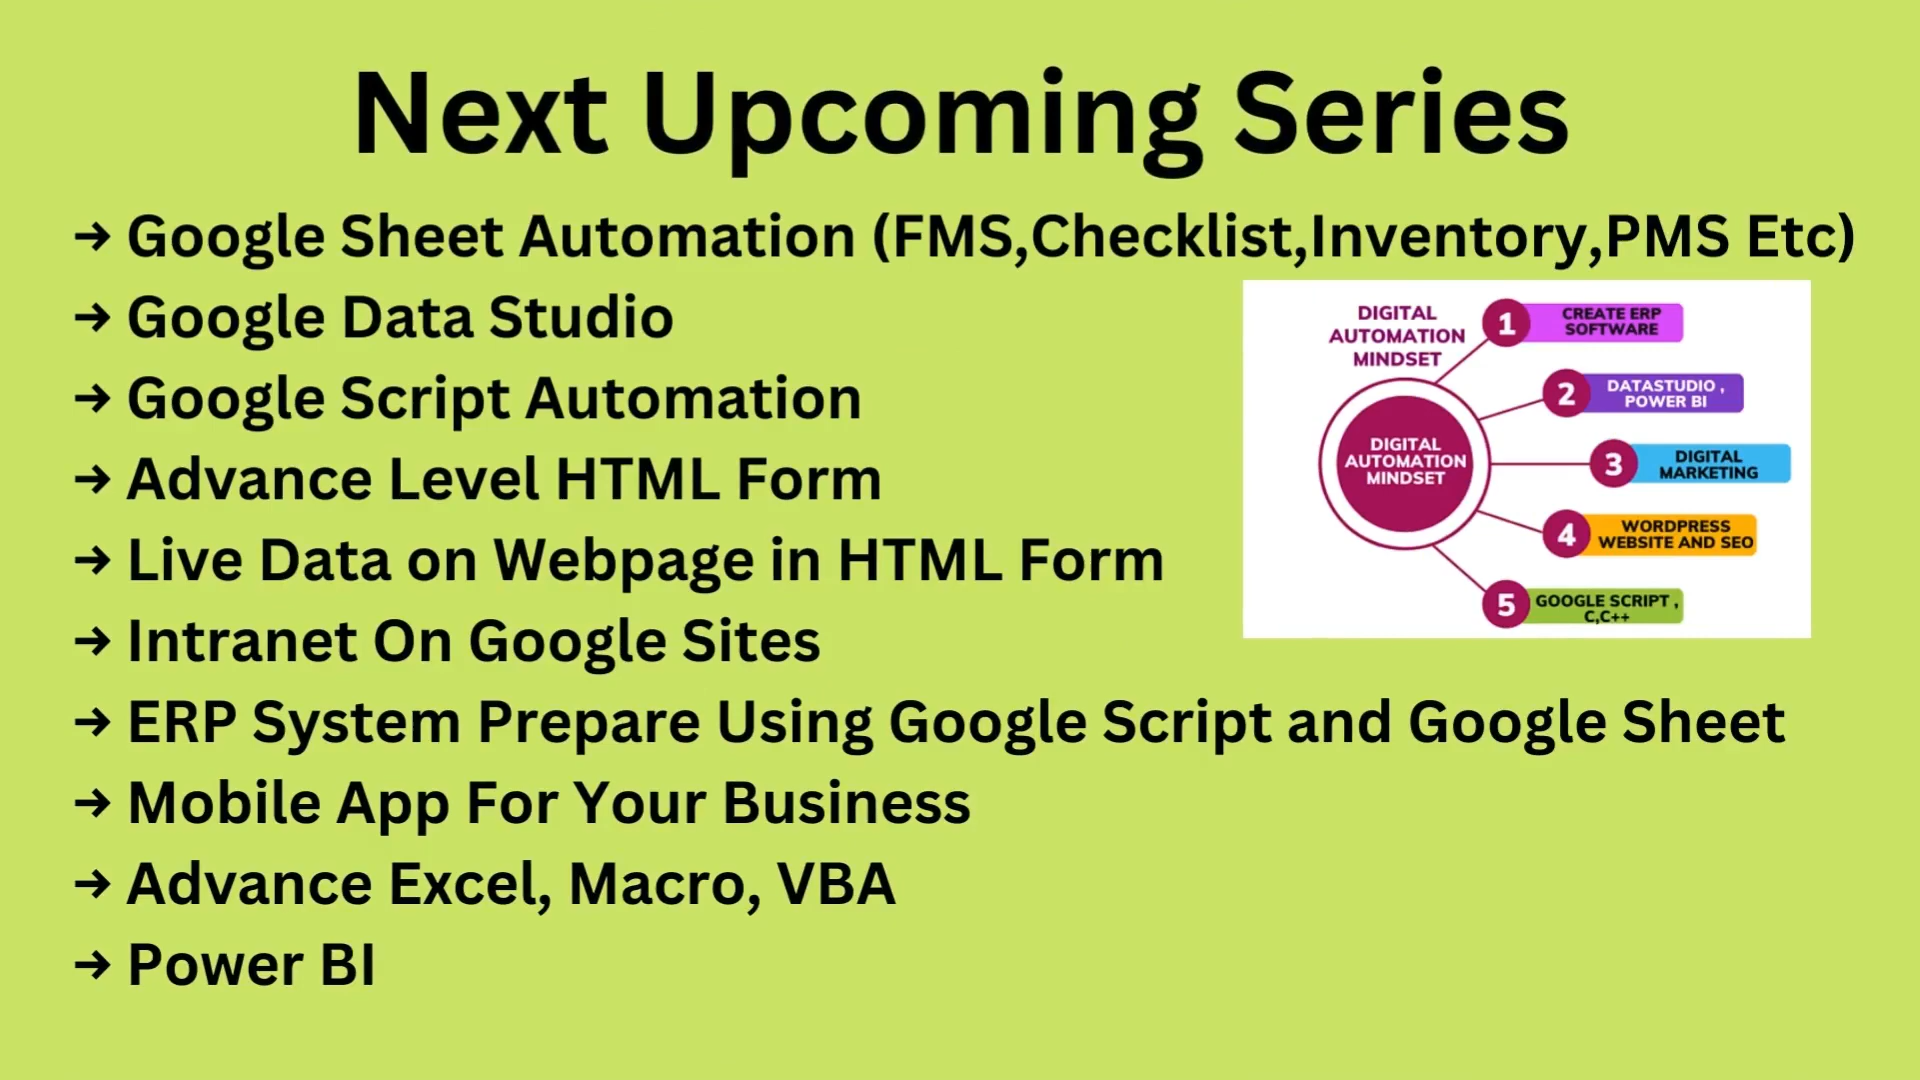 Next Upcoming Series
→ Google Sheet Automation (FMS,Checklist,Inventory,PMS Etc)
→ Google Data Studio
→ Google Script Automation
→ Advance Level HTML Form
→ Live Data on Webpage in HTML Form
→ Intranet On Google Sites
→ ERP System Prepare Using Google Script and Google Sheet
→ Mobile App For Your Business
→ Advance Excel, Macro, VBA
→ Power BI
DIGITAL
AUTOMATION
MINDSET
DIGITAL
AUTOMATION
MINDSET
1
CREATE ERP
SOFTWARE
2
DATASTUDIO ,
POWER BI
3
DIGITAL
MARKETING
4
WORDPRESS
WEBSITE AND SEO
5
GOOGLE SCRIPT ,
C,C++